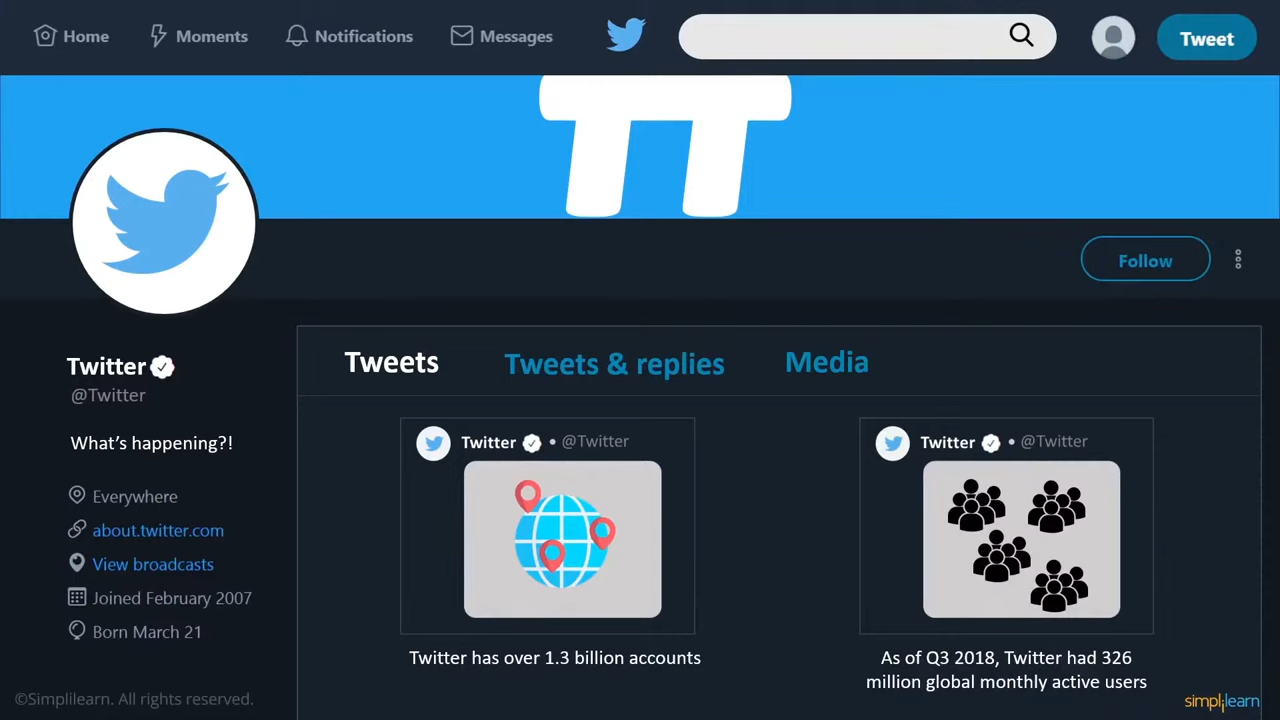 Home
Moments
Notifications
Messages
Tweet
Follow
Twitter
@Twitter
What's happening?!
Everywhere
about.twitter.com
View broadcasts
Joined February 2007
Born March 21
Tweets
Tweets & replies
Media
Twitter • @Twitter
Twitter has over 1.3 billion accounts
Twitter • @Twitter
As of Q3 2018, Twitter had 326
million global monthly active users
©Simplilearn. All rights reserved.
simplilearn